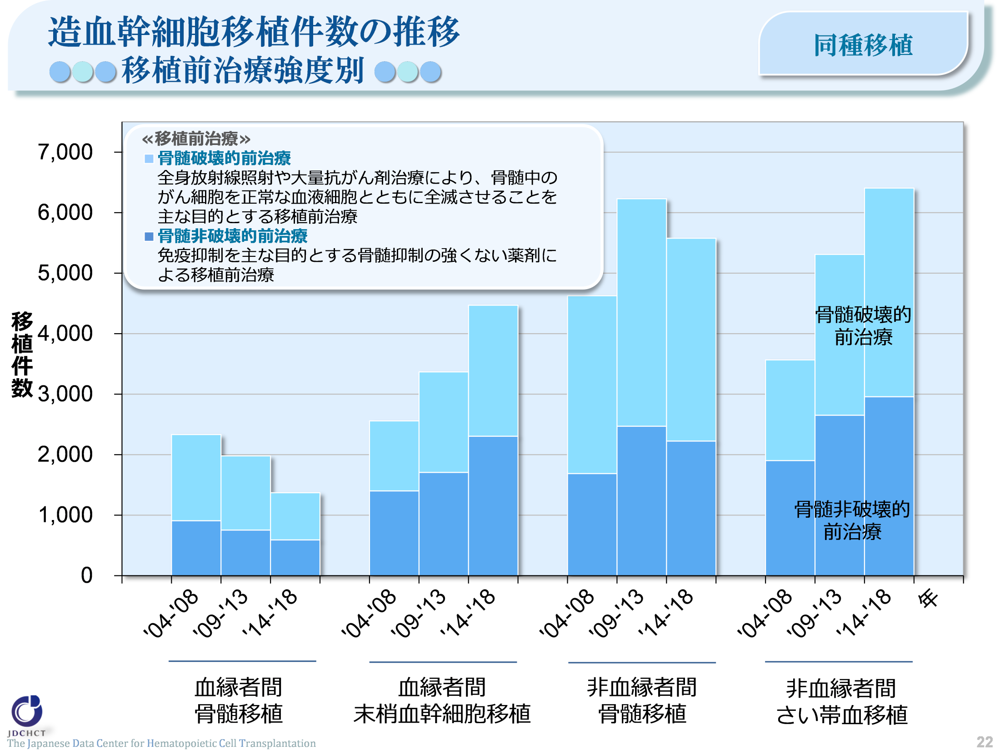 造血幹細胞移植件数の推移
移植前治療強度別
同種移植
≪移植前治療≫
骨髄破壊的前治療
全身放射線照射や大量抗がん剤治療により、骨髄中の
がん細胞を正常な血液細胞とともに全滅させることを
主な目的とする移植前治療
骨髄非破壊的前治療
免疫抑制を主な目的とする骨髄抑制の強くない薬剤に
よる移植前治療
移植件数
7,000
6,000
5,000
4,000
3,000
2,000
1,000
0
骨髄破壊的
前治療
骨髄非破壊的
前治療
'04-'08
'09-'13
'14-'18
'04-'08
'09-'13
'14-'18
'04-'08
'09-'13
'14-'18
'04-'08
'09-'13
'14-'18
年
血縁者間
骨髄移植
血縁者間
末梢血幹細胞移植
非血縁者間
骨髄移植
非血縁者間
さい帯血移植
JDCHCT
The Japanese Data Center for Hematopoietic Cell Transplantation
22